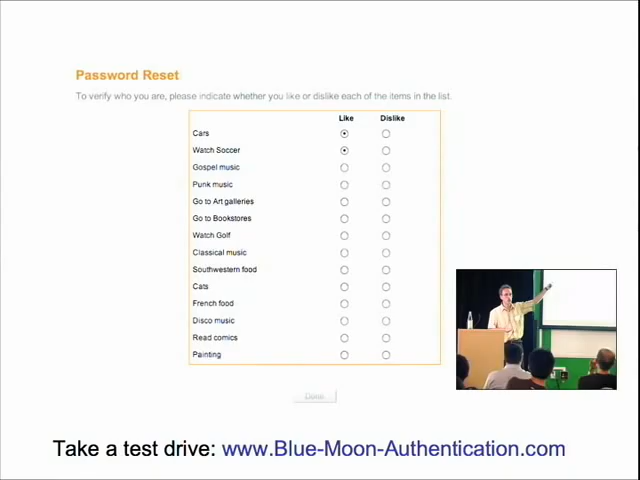 Password Reset
To verify who you are, please indicate whether you like or dislike each of the items in the list.
Like Dislike
Cars
Watch Soccer
Gospel music
Punk music
Go to Art galleries
Go to Bookstores
Watch Golf
Classical music
Southwestern food
Cats
French food
Disco music
Read comics
Painting
Done
Take a test drive: www.Blue-Moon-Authentication.com